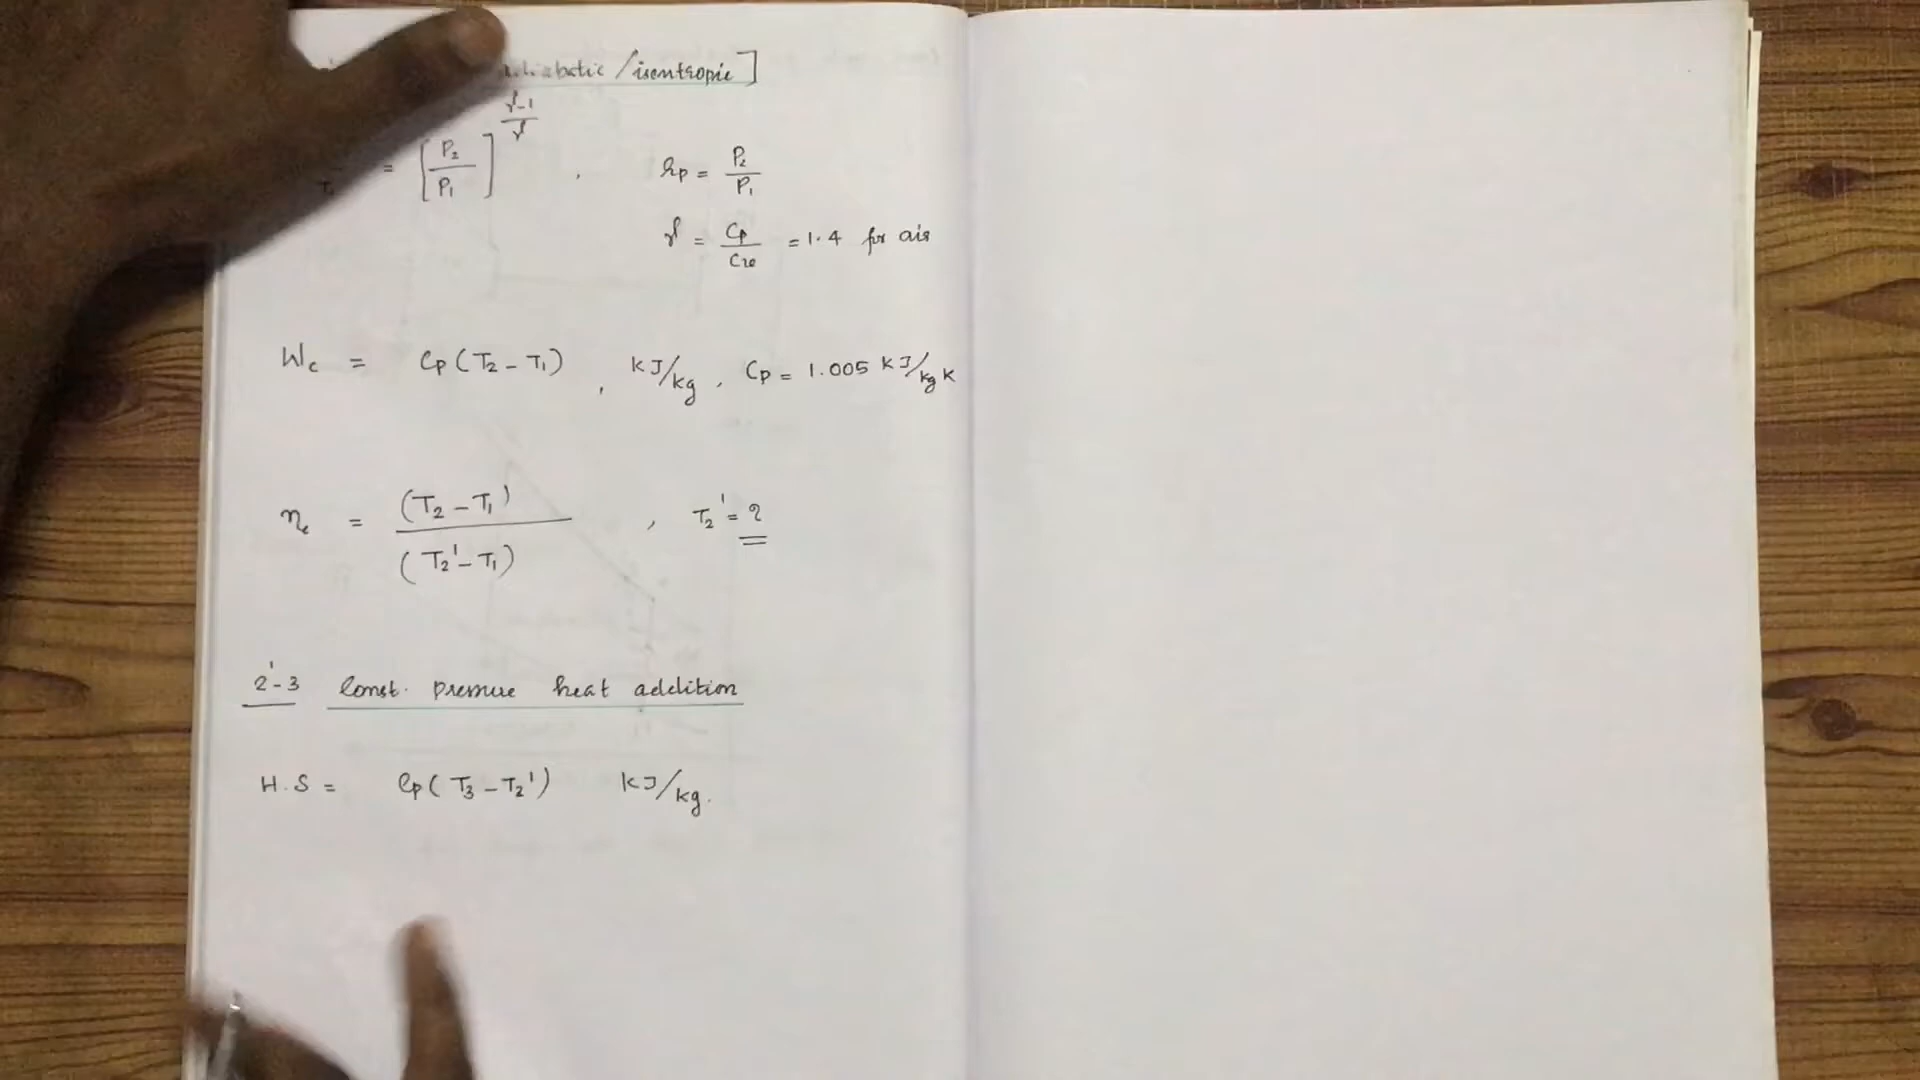 /isentropic]
= [P₂/P₁]^(γ-1)/γ , rp = P₂/P₁
γ = Cp/Cv = 1.4 for air
Wc = Cp(T₂ - T₁) , KJ/kg , Cp = 1.005 KJ/kg K
ηc = (T₂ - T₁)/(T₂' - T₁) , T₂' = ?
2'-3 Const. pressure heat addition
H.S = Cp(T₃ - T₂') KJ/kg.